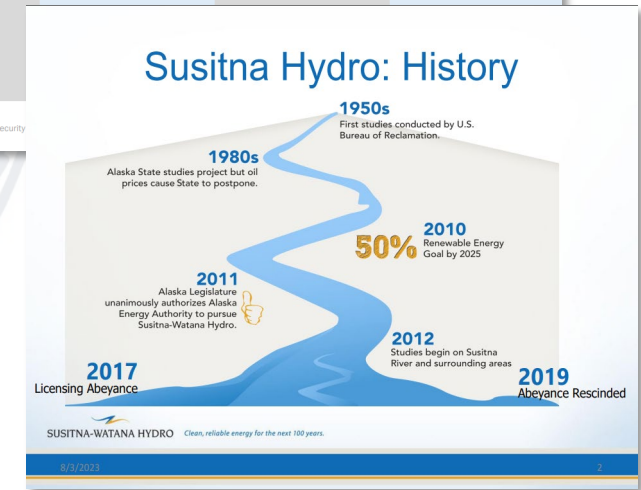 Susitna Hydro: History
ecurity
1950s
First studies conducted by U.S.
Bureau of Reclamation.
1980s
Alaska State studies project but oil
prices cause State to postpone.
50%
2010
Renewable Energy
Goal by 2025
2011
Alaska Legislature
unanimously authorizes Alaska
Energy Authority to pursue
Susitna-Watana Hydro.
2012
Studies begin on Susitna
River and surrounding areas
2017
Licensing Abeyance
2019
Abeyance Rescinded
SUSITNA-WATANA HYDRO Clean, reliable energy for the next 100 years.
8/3/2023 2